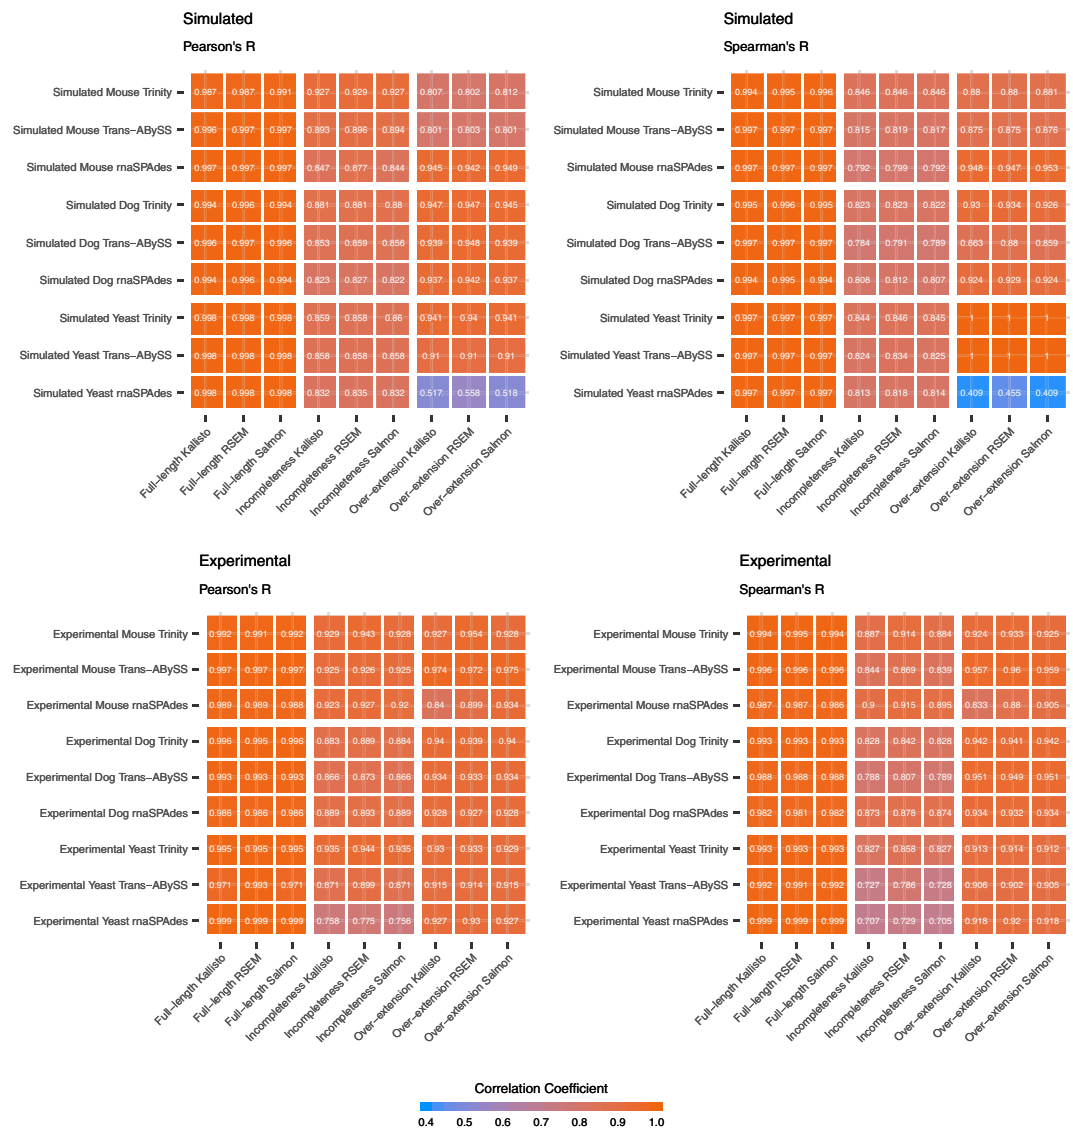 Simulated
Pearson's R
Simulated Mouse Trinity 0.987 0.987 0.991 0.927 0.929 0.927 0.807 0.802 0.812
Simulated Mouse Trans−ABySS 0.996 0.997 0.997 0.893 0.896 0.894 0.801 0.803 0.801
Simulated Mouse rnaSPAdes 0.997 0.997 0.997 0.847 0.877 0.844 0.945 0.942 0.949
Simulated Dog Trinity 0.994 0.996 0.994 0.881 0.881 0.88 0.947 0.947 0.945
Simulated Dog Trans−ABySS 0.996 0.997 0.996 0.853 0.859 0.856 0.939 0.948 0.939
Simulated Dog rnaSPAdes 0.994 0.996 0.994 0.823 0.827 0.822 0.937 0.942 0.937
Simulated Yeast Trinity 0.998 0.998 0.998 0.859 0.858 0.86 0.941 0.94 0.941
Simulated Yeast Trans−ABySS 0.998 0.998 0.998 0.858 0.858 0.858 0.91 0.91 0.91
Simulated Yeast rnaSPAdes 0.998 0.998 0.998 0.832 0.835 0.832 0.517 0.558 0.518
Full−length Kallisto
Full−length RSEM
Full−length Salmon
Incompleteness Kallisto
Incompleteness RSEM
Incompleteness Salmon
Over−extension Kallisto
Over−extension RSEM
Over−extension Salmon
Simulated
Spearman's R
Simulated Mouse Trinity 0.994 0.995 0.996 0.846 0.846 0.846 0.88 0.88 0.881
Simulated Mouse Trans−ABySS 0.997 0.997 0.997 0.815 0.819 0.817 0.875 0.875 0.876
Simulated Mouse rnaSPAdes 0.997 0.997 0.997 0.792 0.799 0.792 0.948 0.947 0.953
Simulated Dog Trinity 0.995 0.996 0.995 0.823 0.823 0.822 0.93 0.934 0.926
Simulated Dog Trans−ABySS 0.997 0.997 0.997 0.784 0.791 0.789 0.863 0.88 0.859
Simulated Dog rnaSPAdes 0.994 0.995 0.994 0.808 0.812 0.807 0.924 0.929 0.924
Simulated Yeast Trinity 0.997 0.997 0.997 0.844 0.846 0.845 1 1 1
Simulated Yeast Trans−ABySS 0.997 0.997 0.997 0.824 0.834 0.825 1 1 1
Simulated Yeast rnaSPAdes 0.997 0.997 0.997 0.813 0.818 0.814 0.409 0.455 0.409
Full−length Kallisto
Full−length RSEM
Full−length Salmon
Incompleteness Kallisto
Incompleteness RSEM
Incompleteness Salmon
Over−extension Kallisto
Over−extension RSEM
Over−extension Salmon
Experimental
Pearson's R
Experimental Mouse Trinity 0.992 0.991 0.992 0.929 0.943 0.928 0.927 0.954 0.928
Experimental Mouse Trans−ABySS 0.997 0.997 0.997 0.925 0.926 0.925 0.974 0.972 0.975
Experimental Mouse rnaSPAdes 0.989 0.989 0.988 0.923 0.927 0.92 0.84 0.899 0.934
Experimental Dog Trinity 0.996 0.995 0.996 0.883 0.889 0.884 0.94 0.939 0.94
Experimental Dog Trans−ABySS 0.993 0.993 0.993 0.866 0.873 0.866 0.934 0.933 0.934
Experimental Dog rnaSPAdes 0.986 0.986 0.986 0.889 0.893 0.889 0.928 0.927 0.928
Experimental Yeast Trinity 0.995 0.995 0.995 0.935 0.944 0.935 0.93 0.933 0.929
Experimental Yeast Trans−ABySS 0.971 0.993 0.971 0.871 0.899 0.871 0.915 0.914 0.915
Experimental Yeast rnaSPAdes 0.999 0.999 0.999 0.758 0.775 0.756 0.927 0.93 0.927
Full−length Kallisto
Full−length RSEM
Full−length Salmon
Incompleteness Kallisto
Incompleteness RSEM
Incompleteness Salmon
Over−extension Kallisto
Over−extension RSEM
Over−extension Salmon
Experimental
Spearman's R
Experimental Mouse Trinity 0.994 0.995 0.994 0.887 0.914 0.884 0.924 0.933 0.925
Experimental Mouse Trans−ABySS 0.996 0.996 0.996 0.844 0.869 0.839 0.957 0.96 0.959
Experimental Mouse rnaSPAdes 0.987 0.987 0.986 0.9 0.915 0.895 0.833 0.88 0.905
Experimental Dog Trinity 0.993 0.993 0.993 0.828 0.842 0.828 0.942 0.941 0.942
Experimental Dog Trans−ABySS 0.988 0.988 0.988 0.788 0.807 0.789 0.951 0.949 0.951
Experimental Dog rnaSPAdes 0.982 0.981 0.982 0.873 0.878 0.874 0.934 0.932 0.934
Experimental Yeast Trinity 0.993 0.993 0.993 0.827 0.858 0.827 0.913 0.914 0.912
Experimental Yeast Trans−ABySS 0.992 0.991 0.992 0.727 0.786 0.728 0.906 0.902 0.905
Experimental Yeast rnaSPAdes 0.999 0.999 0.999 0.707 0.729 0.705 0.918 0.92 0.918
Full−length Kallisto
Full−length RSEM
Full−length Salmon
Incompleteness Kallisto
Incompleteness RSEM
Incompleteness Salmon
Over−extension Kallisto
Over−extension RSEM
Over−extension Salmon
Correlation Coefficient
0.4 0.5 0.6 0.7 0.8 0.9 1.0